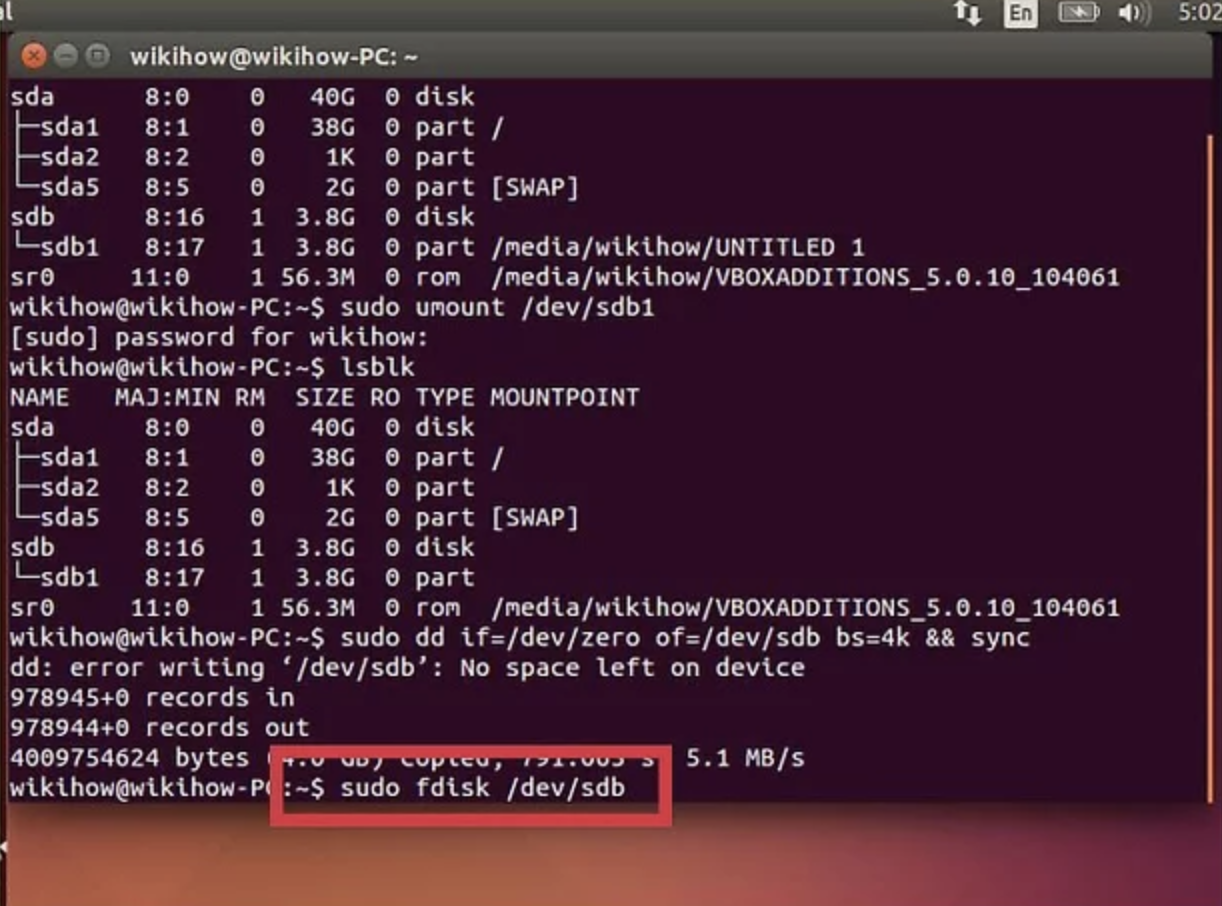 al En 5:02
wikihow@wikihow-PC: ~
sda 8:0 0 40G 0 disk
├─sda1 8:1 0 38G 0 part /
├─sda2 8:2 0 1K 0 part
└─sda5 8:5 0 2G 0 part [SWAP]
sdb 8:16 1 3.8G 0 disk
└─sdb1 8:17 1 3.8G 0 part /media/wikihow/UNTITLED 1
sr0 11:0 1 56.3M 0 rom /media/wikihow/VBOXADDITIONS_5.0.10_104061
wikihow@wikihow-PC:~$ sudo umount /dev/sdb1
[sudo] password for wikihow:
wikihow@wikihow-PC:~$ lsblk
NAME MAJ:MIN RM SIZE RO TYPE MOUNTPOINT
sda 8:0 0 40G 0 disk
├─sda1 8:1 0 38G 0 part /
├─sda2 8:2 0 1K 0 part
└─sda5 8:5 0 2G 0 part [SWAP]
sdb 8:16 1 3.8G 0 disk
└─sdb1 8:17 1 3.8G 0 part
sr0 11:0 1 56.3M 0 rom /media/wikihow/VBOXADDITIONS_5.0.10_104061
wikihow@wikihow-PC:~$ sudo dd if=/dev/zero of=/dev/sdb bs=4k && sync
dd: error writing ‘/dev/sdb’: No space left on device
978945+0 records in
978944+0 records out
4009754624 bytes (4.0 GB) copied, s 5.1 MB/s
wikihow@wikihow-PC:~$ sudo fdisk /dev/sdb